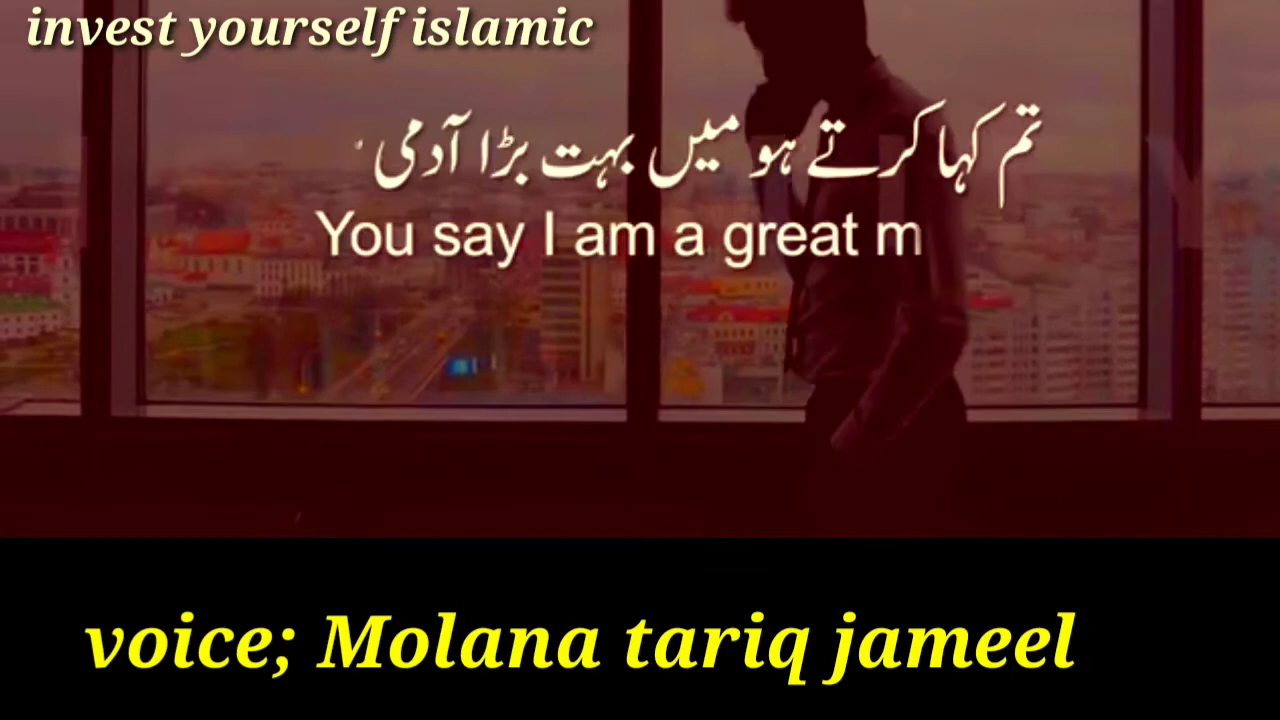 invest yourself islamic
تم کہا کرتے ہو میں بہت بڑا آدمی
You say I am a great m
voice; Molana tariq jameel